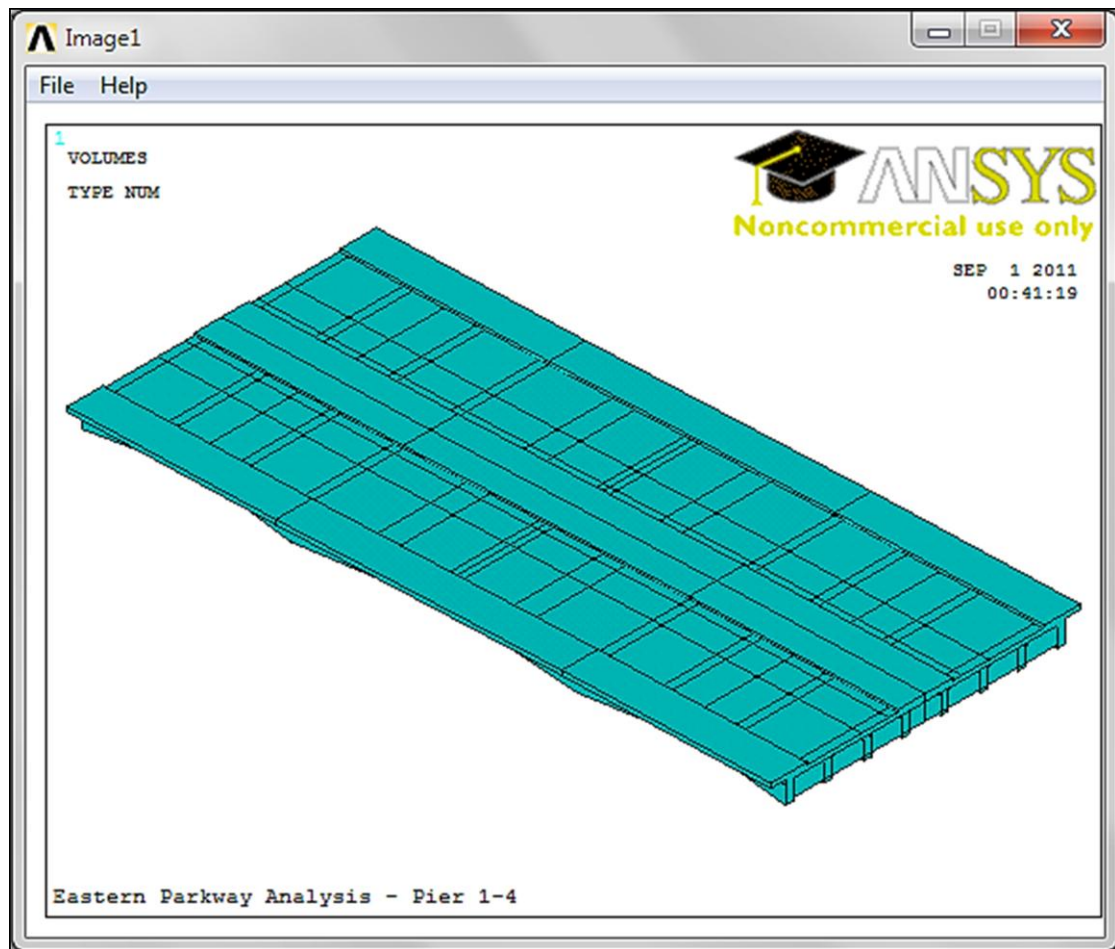 Image1
File Help
1
VOLUMES
TYPE NUM
ANSYS
Noncommercial use only
SEP 1 2011
00:41:19
Eastern Parkway Analysis - Pier 1-4